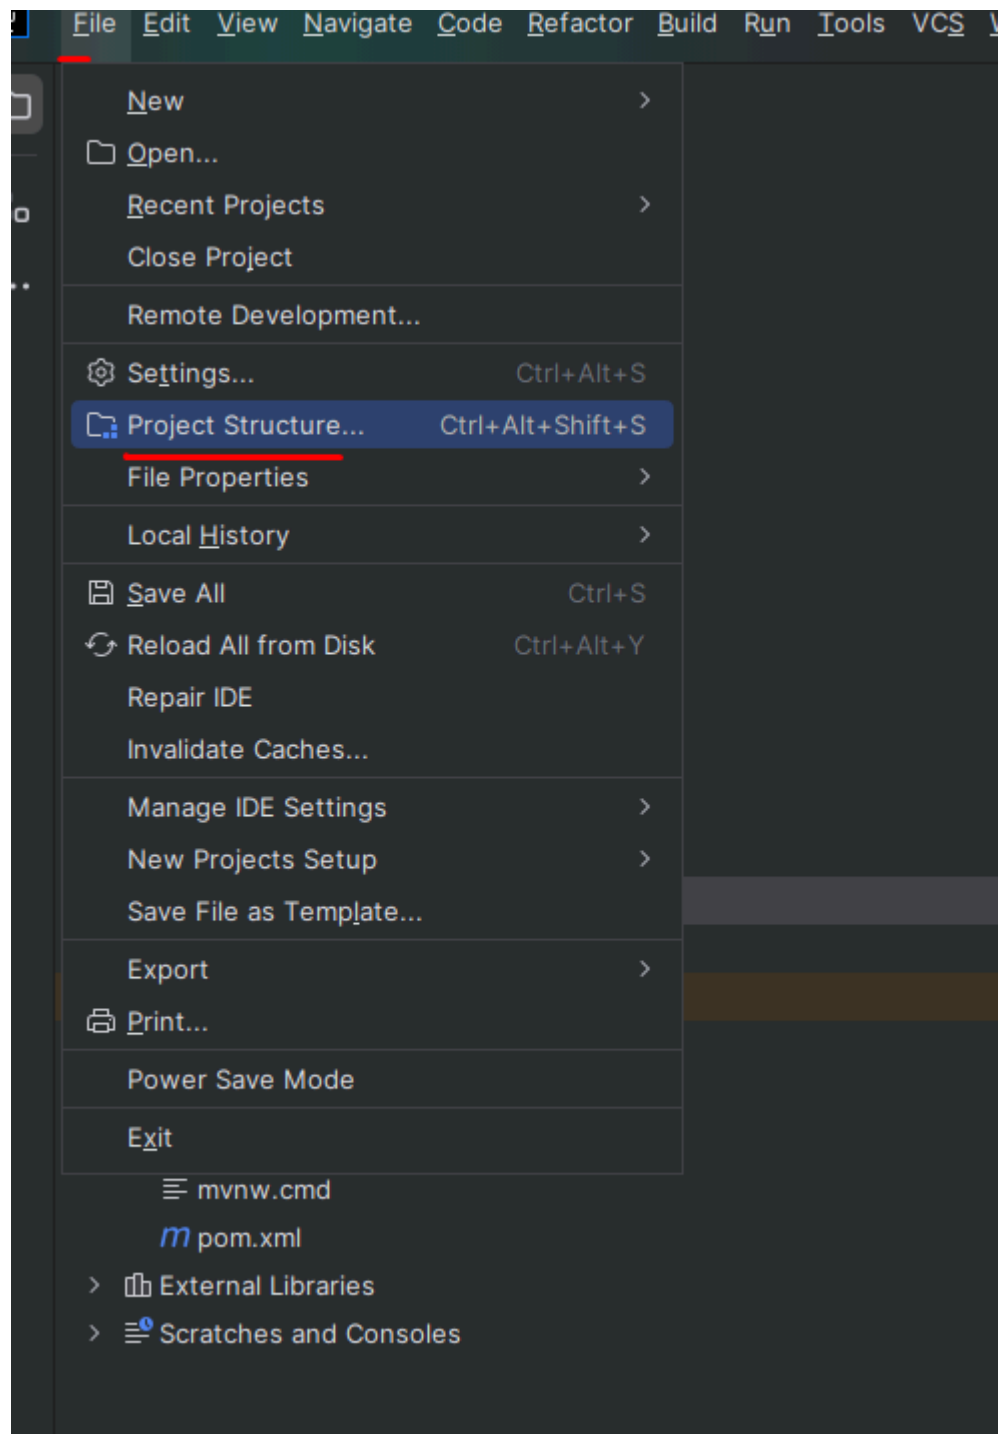 File Edit View Navigate Code Refactor Build Run Tools VCS
New
Open...
Recent Projects
Close Project
Remote Development...
Settings... Ctrl+Alt+S
Project Structure... Ctrl+Alt+Shift+S
File Properties
Local History
Save All Ctrl+S
Reload All from Disk Ctrl+Alt+Y
Repair IDE
Invalidate Caches...
Manage IDE Settings
New Projects Setup
Save File as Template...
Export
Print...
Power Save Mode
Exit
mvnw.cmd
m pom.xml
External Libraries
Scratches and Consoles